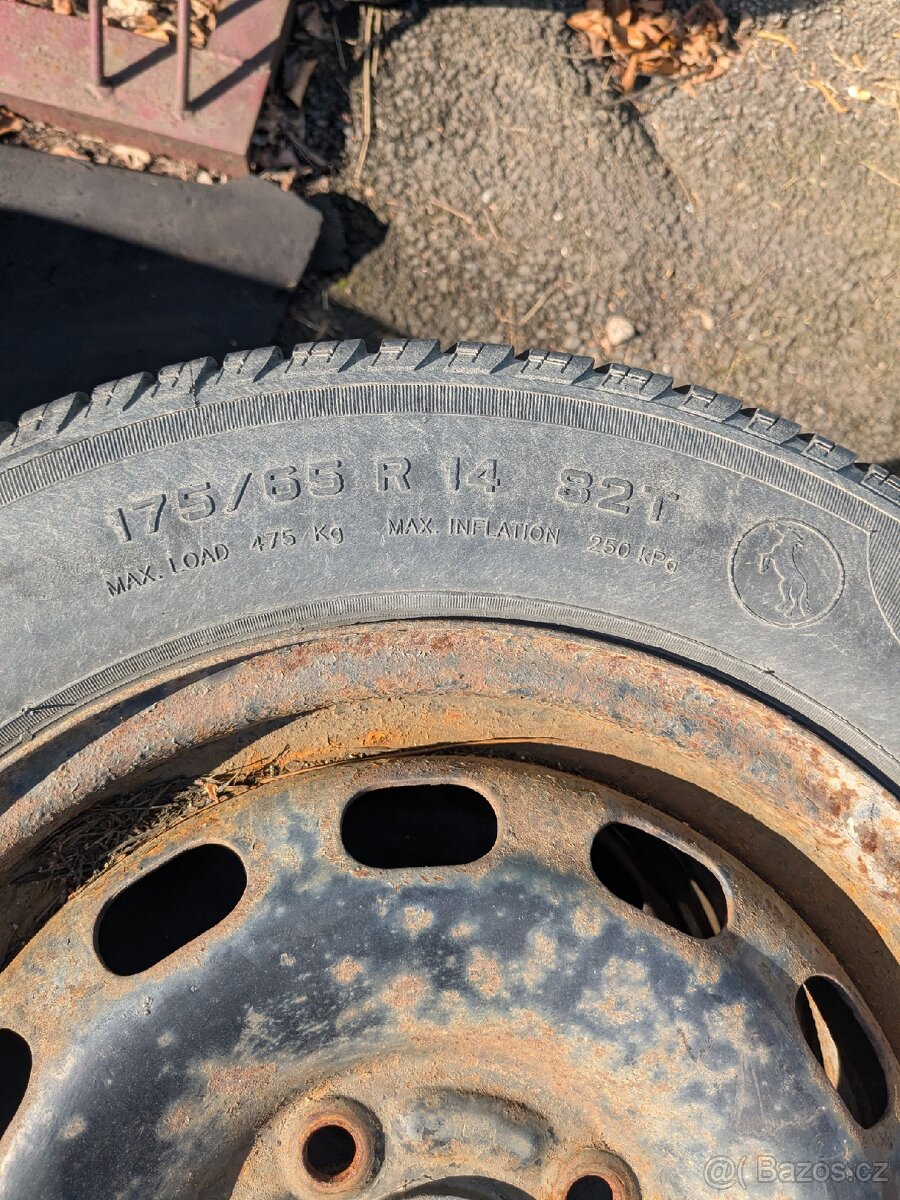 175/65 R 14 82T
MAX. LOAD 475 Kg MAX. INFLATION 250 kPa
@( Bazos.cz